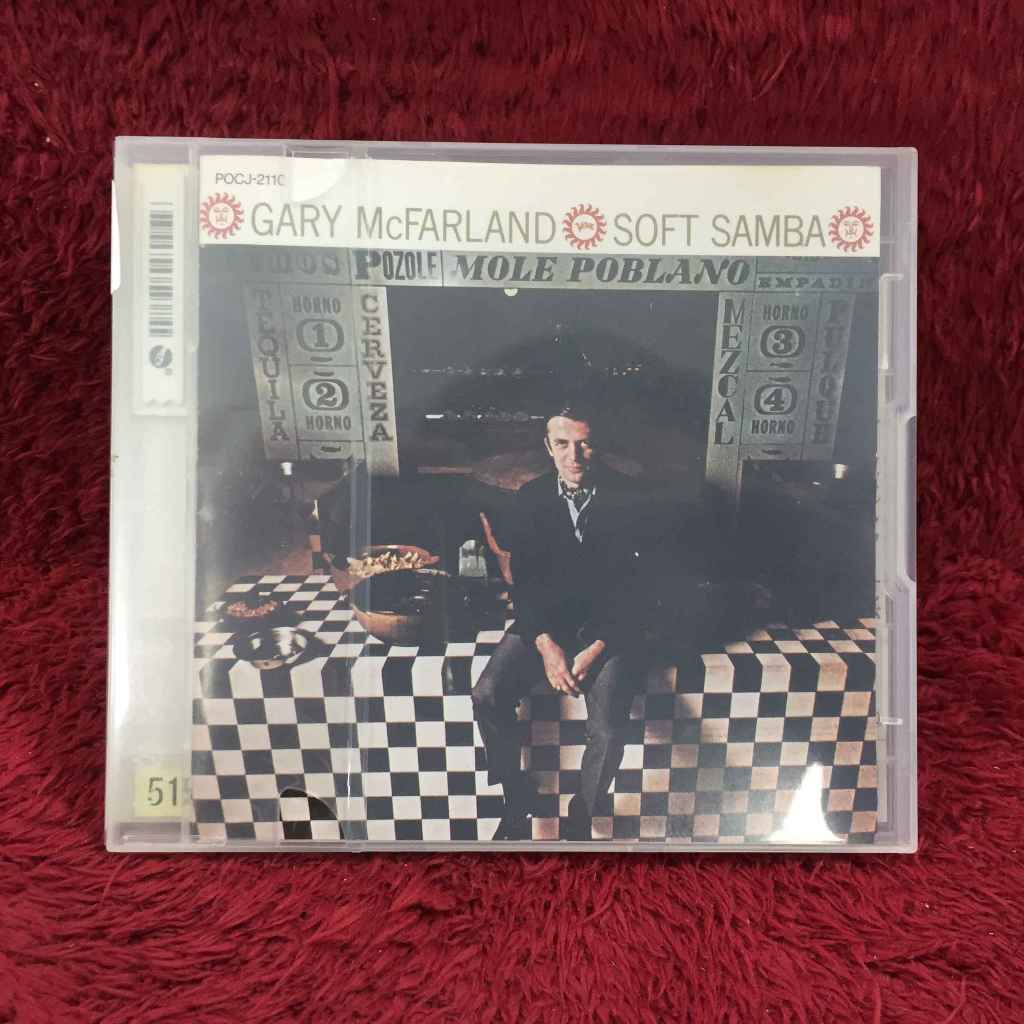 POCJ-2110
GARY McFARLAND Verve SOFT SAMBA
POZOLE MOLE POBLANO
TEQUILA
HORNO
1
2
HORNO
CERVEZA
MEZCAL
HORNO
3
4
HORNO
PULQUE
51